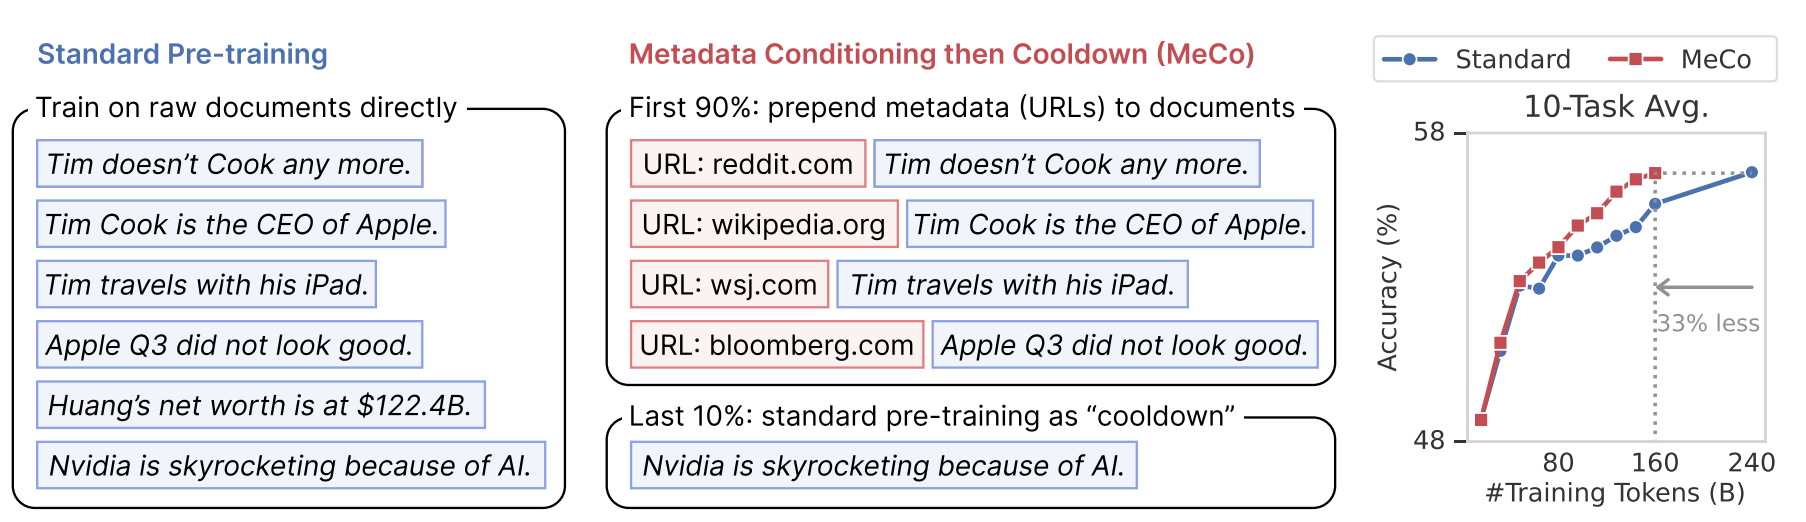 Standard Pre-training
Train on raw documents directly
Tim doesn’t Cook any more.
Tim Cook is the CEO of Apple.
Tim travels with his iPad.
Apple Q3 did not look good.
Huang’s net worth is at $122.4B.
Nvidia is skyrocketing because of AI.
Metadata Conditioning then Cooldown (MeCo)
First 90%: prepend metadata (URLs) to documents
URL: reddit.com Tim doesn’t Cook any more.
URL: wikipedia.org Tim Cook is the CEO of Apple.
URL: wsj.com Tim travels with his iPad.
URL: bloomberg.com Apple Q3 did not look good.
Last 10%: standard pre-training as “cooldown”
Nvidia is skyrocketing because of AI.
Standard MeCo
10-Task Avg.
58
Accuracy (%)
33% less
48
80 160 240
#Training Tokens (B)